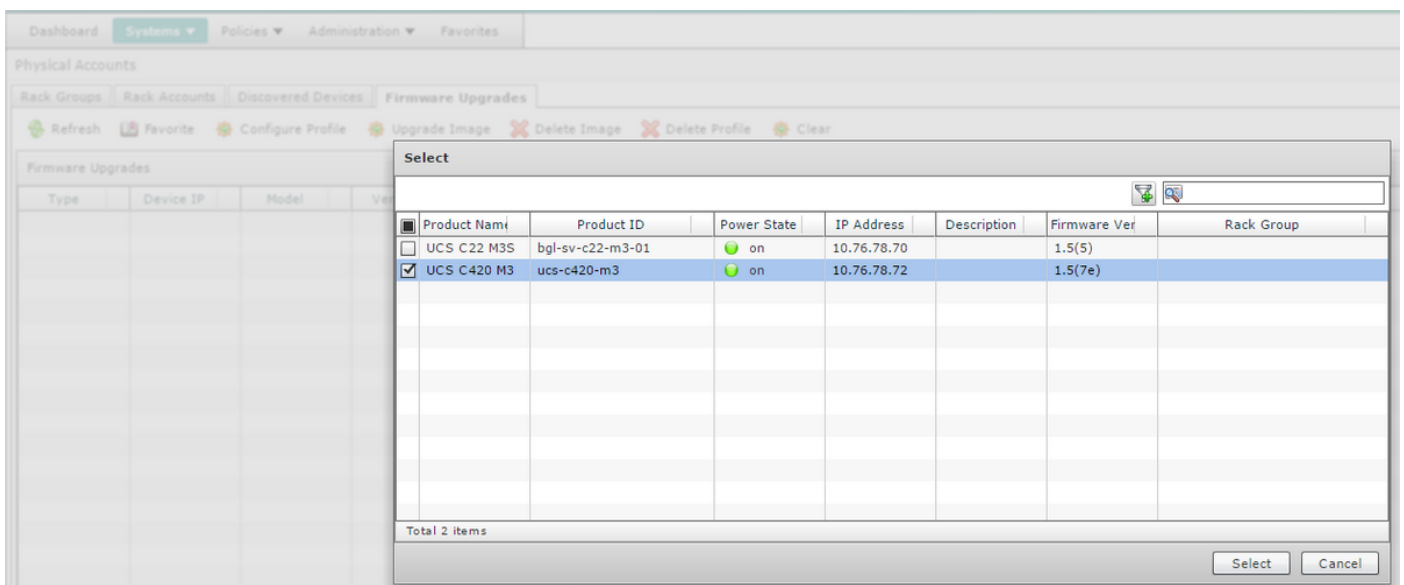 Dashboard Systems Policies Administration Favorites
Physical Accounts
Rack Groups Rack Accounts Discovered Devices Firmware Upgrades
Refresh Favorite Configure Profile Upgrade Image Delete Image Delete Profile Clear
Firmware Upgrades
Type Device IP Model Ver
Select
Product Name Product ID Power State IP Address Description Firmware Ver Rack Group
UCS C22 M3S bgl-sv-c22-m3-01 on 10.76.78.70 1.5(5)
UCS C420 M3 ucs-c420-m3 on 10.76.78.72 1.5(7e)
Total 2 items
Select Cancel